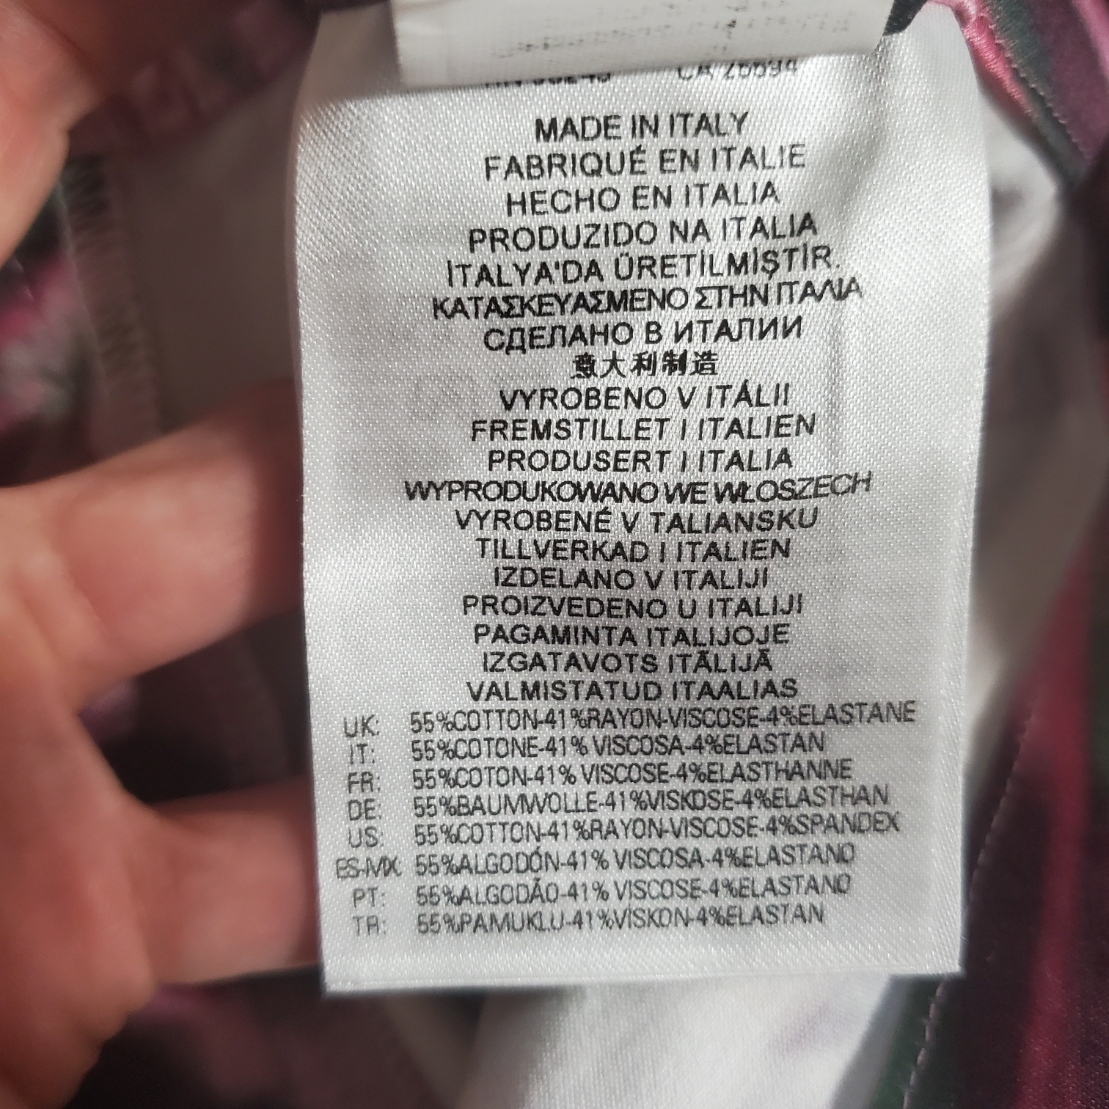 CA 26594
MADE IN ITALY
FABRIQUÉ EN ITALIE
HECHO EN ITALIA
PRODUZIDO NA ITALIA
İTALYA'DA ÜRETİLMİŞTİR.
ΚΑΤΑΣΚΕΥΑΣΜΕΝΟ ΣΤΗΝ ΙΤΑΛΙΑ
СДЕЛАНО В ИТАЛИИ
意大利制造
VYROBENO V ITÁLII
FREMSTILLET I ITALIEN
PRODUSERT I ITALIA
WYPRODUKOWANO WE WŁOSZECH
VYROBENÉ V TALIANSKU
TILLVERKAD I ITALIEN
IZDELANO V ITALIJI
PROIZVEDENO U ITALIJI
PAGAMINTA ITALIJOJE
IZGATAVOTS ITĀLIJĀ
VALMISTATUD ITAALIAS
UK: 55%COTTON-41%RAYON-VISCOSE-4%ELASTANE
IT: 55%COTONE-41% VISCOSA-4%ELASTAN
FR: 55%COTON-41% VISCOSE-4%ELASTHANNE
DE: 55%BAUMWOLLE-41%VISKOSE-4%ELASTHAN
US: 55%COTTON-41%RAYON-VISCOSE-4%SPANDEX
ES-MX: 55%ALGODÓN-41% VISCOSA-4%ELASTANO
PT: 55%ALGODÃO-41% VISCOSE-4%ELASTANO
TR: 55%PAMUKLU-41%VİSKON-4%ELASTAN